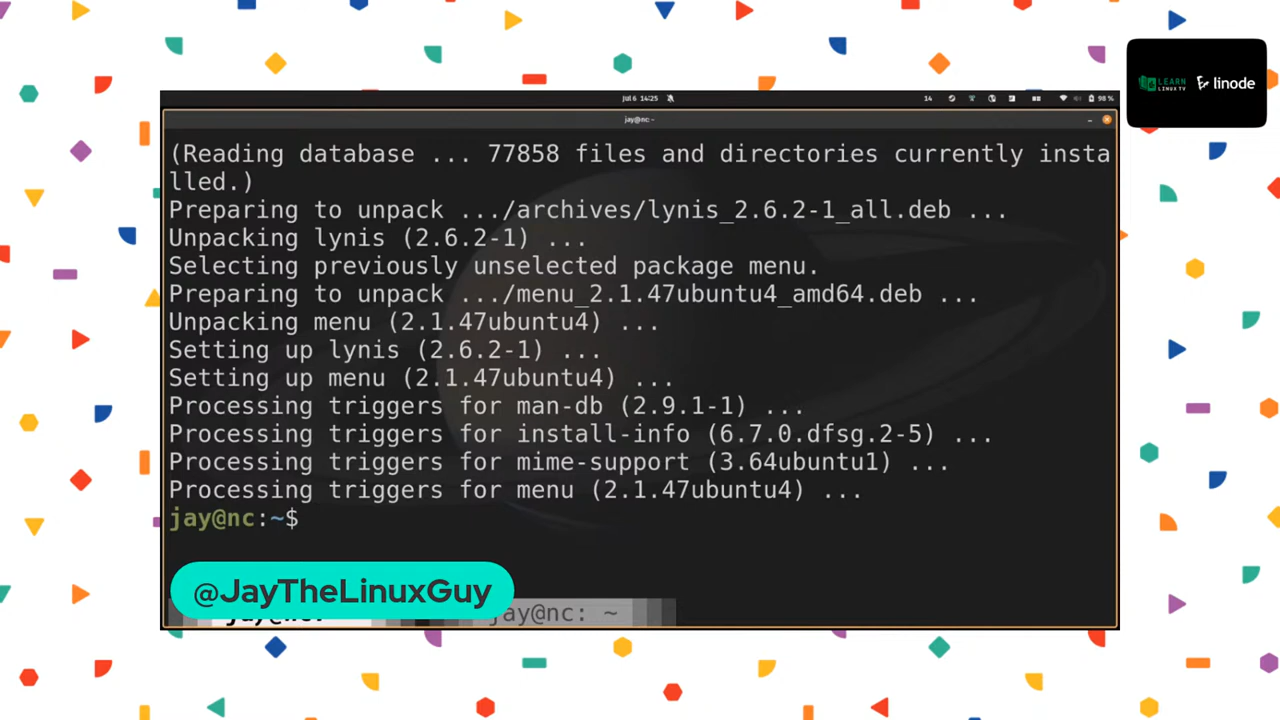 LEARN
LINUX TV
linode
Jul 6 14:25
14
98 %
jay@nc: ~
(Reading database ... 77858 files and directories currently insta
lled.)
Preparing to unpack .../archives/lynis_2.6.2-1_all.deb ...
Unpacking lynis (2.6.2-1) ...
Selecting previously unselected package menu.
Preparing to unpack .../menu_2.1.47ubuntu4_amd64.deb ...
Unpacking menu (2.1.47ubuntu4) ...
Setting up lynis (2.6.2-1) ...
Setting up menu (2.1.47ubuntu4) ...
Processing triggers for man-db (2.9.1-1) ...
Processing triggers for install-info (6.7.0.dfsg.2-5) ...
Processing triggers for mime-support (3.64ubuntu1) ...
Processing triggers for menu (2.1.47ubuntu4) ...
jay@nc:~$
@JayTheLinuxGuy
jay@nc: ~